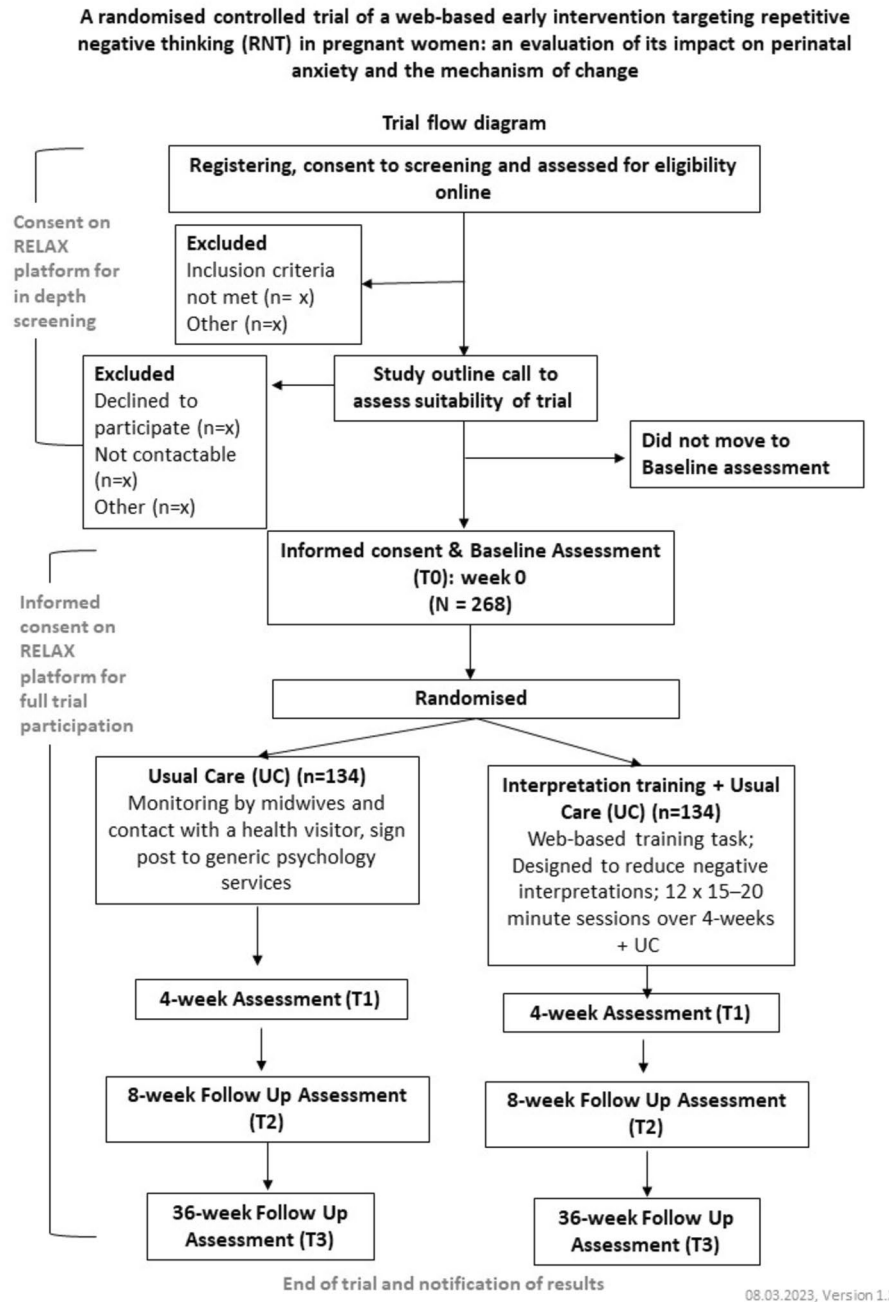 A randomised controlled trial of a web-based early intervention targeting repetitive
negative thinking (RNT) in pregnant women: an evaluation of its impact on perinatal
anxiety and the mechanism of change
Trial flow diagram
Registering, consent to screening and assessed for eligibility
online
Consent on
RELAX
platform for
in depth
screening
Excluded
Inclusion criteria
not met (n= x)
Other (n=x)
Study outline call to
assess suitability of trial
Excluded
Declined to
participate (n=x)
Not contactable
(n=x)
Other (n=x)
Did not move to
Baseline assessment
Informed consent & Baseline Assessment
(T0): week 0
(N = 268)
Informed
consent on
RELAX
platform for
full trial
participation
Randomised
Usual Care (UC) (n=134)
Monitoring by midwives and
contact with a health visitor, sign
post to generic psychology
services
Interpretation training + Usual
Care (UC) (n=134)
Web-based training task;
Designed to reduce negative
interpretations; 12 x 15–20
minute sessions over 4-weeks
+ UC
4-week Assessment (T1)
4-week Assessment (T1)
8-week Follow Up Assessment
(T2)
8-week Follow Up Assessment
(T2)
36-week Follow Up
Assessment (T3)
36-week Follow Up
Assessment (T3)
End of trial and notification of results
08.03.2023, Version 1.